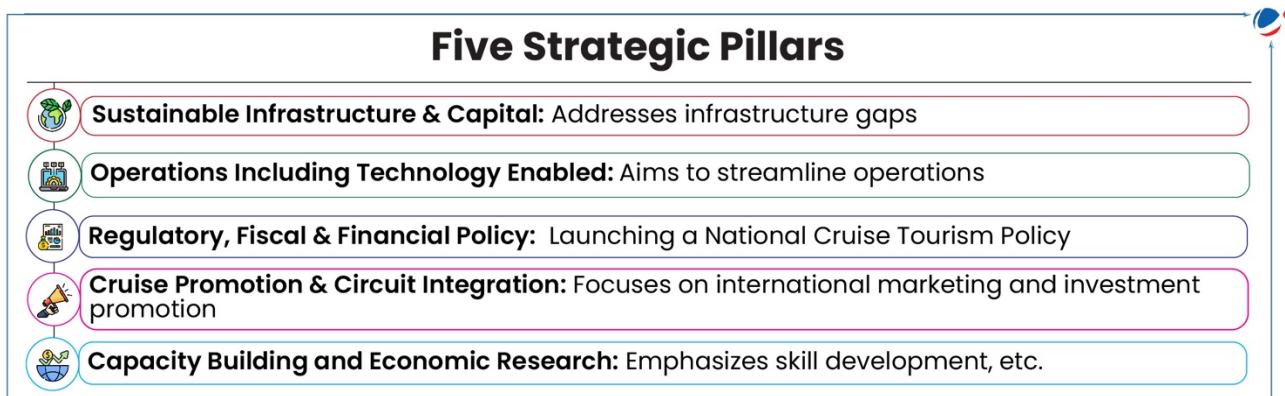 Five Strategic Pillars
Sustainable Infrastructure & Capital: Addresses infrastructure gaps
Operations Including Technology Enabled: Aims to streamline operations
Regulatory, Fiscal & Financial Policy: Launching a National Cruise Tourism Policy
Cruise Promotion & Circuit Integration: Focuses on international marketing and investment
promotion
Capacity Building and Economic Research: Emphasizes skill development, etc.